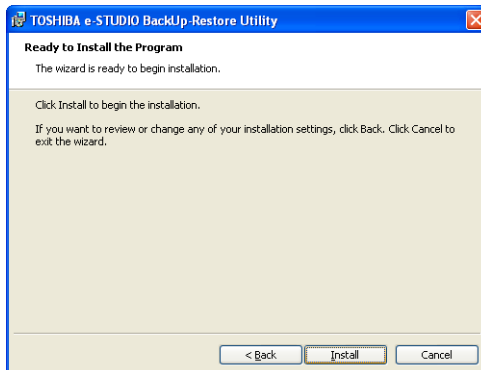 TOSHIBA e-STUDIO BackUp-Restore Utility
Ready to Install the Program
The wizard is ready to begin installation.
Click Install to begin the installation.
If you want to review or change any of your installation settings, click Back. Click Cancel to
exit the wizard.
< Back Install Cancel